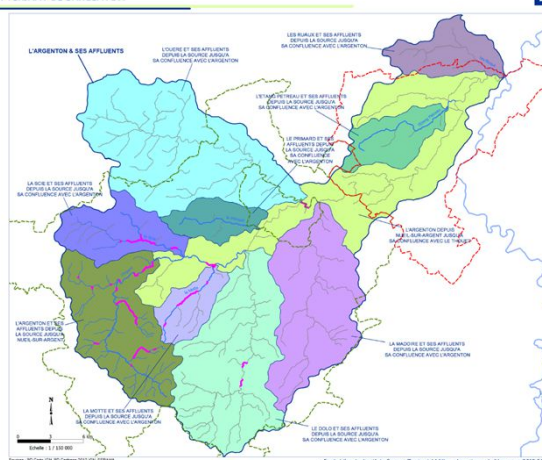 L'ARGENTON & SES AFFLUENTS
L'OUERE ET SES AFFLUENTS
DEPUIS LA SOURCE JUSQU'A
SA CONFLUENCE AVEC L'ARGENTON
LES RUAUX ET SES AFFLUENTS
DEPUIS LA SOURCE JUSQU'A
SA CONFLUENCE AVEC L'ARGENTON
L'ETANG PETREAU ET SES AFFLUENTS
DEPUIS LA SOURCE JUSQU'A
SA CONFLUENCE AVEC L'ARGENTON
LE PRIMARD ET SES
AFFLUENTS DEPUIS
LA SOURCE JUSQU'A
SA CONFLUENCE
AVEC L'ARGENTON
LA SCIE ET SES AFFLUENTS
DEPUIS LA SOURCE JUSQU'A
SA CONFLUENCE AVEC L'ARGENTON
L'ARGENTON DEPUIS
NUEIL-SUR-ARGENT JUSQU'A
SA CONFLUENCE AVEC LE THOUET
L'ARGENTON ET SES
AFFLUENTS DEPUIS
LA SOURCE JUSQU'A
NUEIL-SUR-ARGENT
LA MADOIRE ET SES AFFLUENTS
DEPUIS LA SOURCE JUSQU'A
SA CONFLUENCE AVEC L'ARGENTON
LA MOTTE ET SES AFFLUENTS
DEPUIS LA SOURCE JUSQU'A
SA CONFLUENCE AVEC L'ARGENTON
LE DOLO ET SES AFFLUENTS
DEPUIS LA SOURCE JUSQU'A
SA CONFLUENCE AVEC L'ARGENTON
N
Echelle : 1 / 130 000